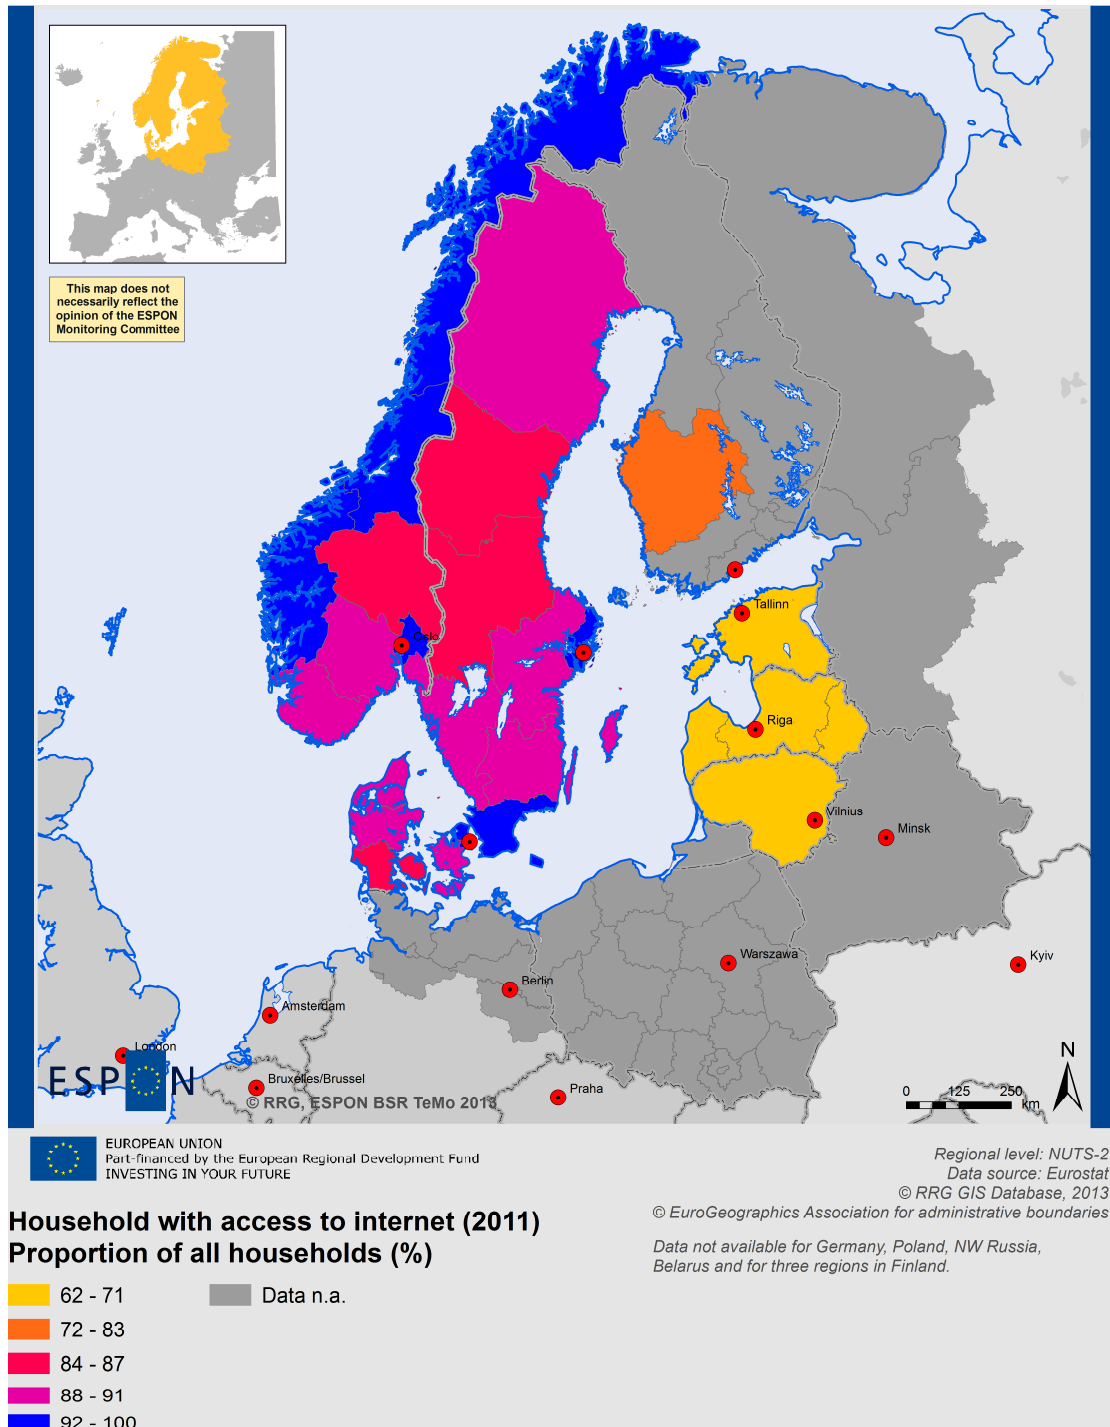 This map does not
necessarily reflect the
opinion of the ESPON
Monitoring Committee
Oslo
Tallinn
Riga
Vilnius
Minsk
Warszawa
Kyiv
Berlin
Amsterdam
London
Bruxelles/Brussel
Praha
ESPON
© RRG, ESPON BSR TeMo 2013
N
0 125 250
km
EUROPEAN UNION
Part-financed by the European Regional Development Fund
INVESTING IN YOUR FUTURE
Regional level: NUTS-2
Data source: Eurostat
© RRG GIS Database, 2013
© EuroGeographics Association for administrative boundaries
Data not available for Germany, Poland, NW Russia,
Belarus and for three regions in Finland.
Household with access to internet (2011)
Proportion of all households (%)
62 - 71
Data n.a.
72 - 83
84 - 87
88 - 91
92 - 100